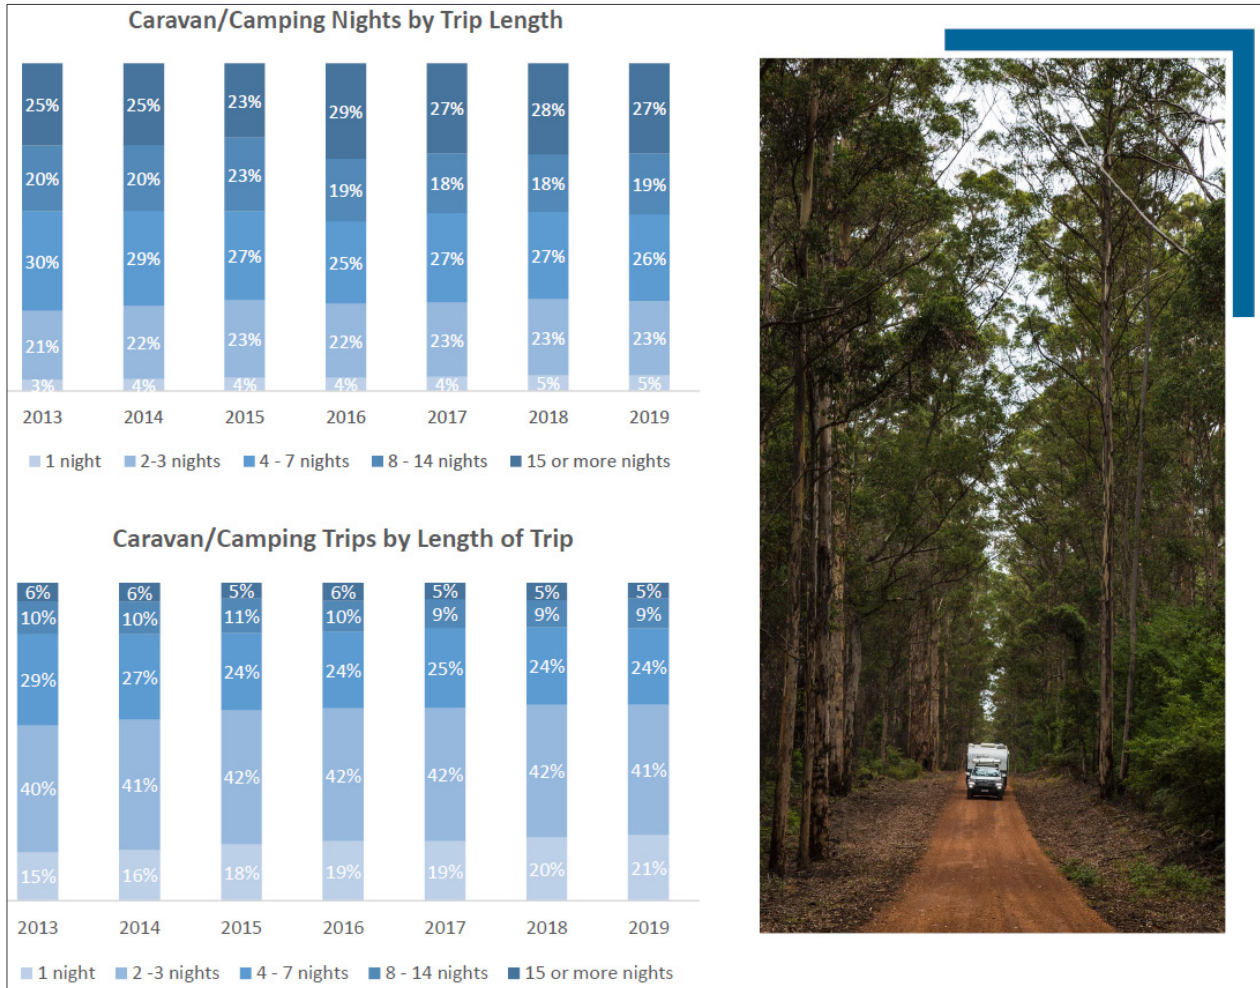 Caravan/Camping Nights by Trip Length
25% 25% 23% 29% 27% 28% 27%
20% 20% 23% 19% 18% 18% 19%
30% 29% 27% 25% 27% 27% 26%
21% 22% 23% 22% 23% 23% 23%
3% 4% 4% 4% 4% 5% 5%
2013 2014 2015 2016 2017 2018 2019
1 night 2-3 nights 4 - 7 nights 8 - 14 nights 15 or more nights
Caravan/Camping Trips by Length of Trip
6% 6% 5% 6% 5% 5% 5%
10% 10% 11% 10% 9% 9% 9%
29% 27% 24% 24% 25% 24% 24%
40% 41% 42% 42% 42% 42% 41%
15% 16% 18% 19% 19% 20% 21%
2013 2014 2015 2016 2017 2018 2019
1 night 2 -3 nights 4 - 7 nights 8 - 14 nights 15 or more nights